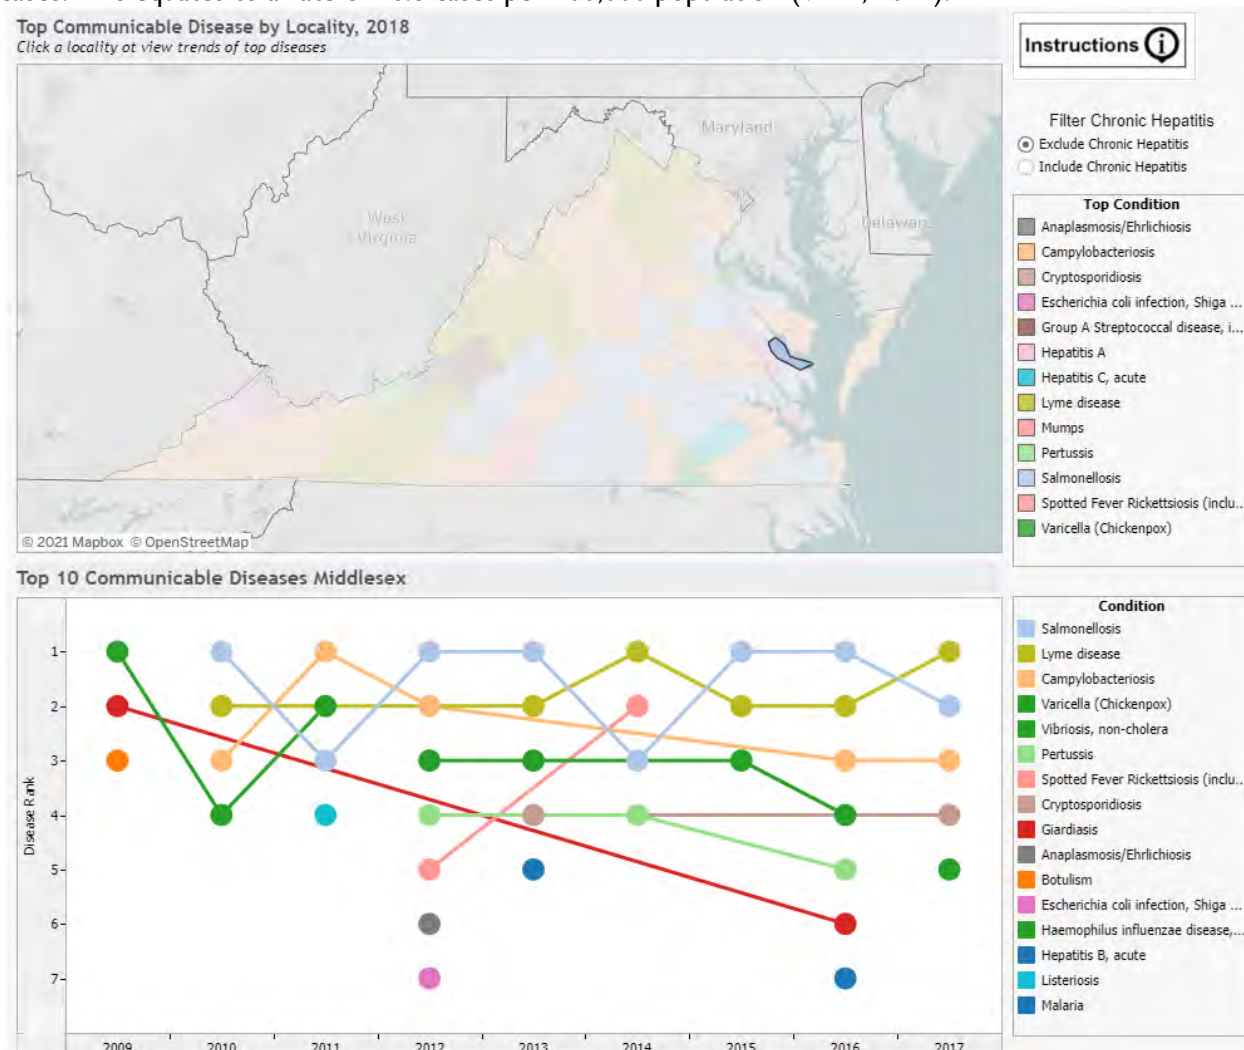 Top Communicable Disease by Locality, 2018
Click a locality ot view trends of top diseases
Instructions
Filter Chronic Hepatitis
Exclude Chronic Hepatitis
Include Chronic Hepatitis
Maryland
West
Virginia
Delaware
© 2021 Mapbox © OpenStreetMap
Top Condition
Anaplasmosis/Ehrlichiosis
Campylobacteriosis
Cryptosporidiosis
Escherichia coli infection, Shiga ...
Group A Streptococcal disease, i...
Hepatitis A
Hepatitis C, acute
Lyme disease
Mumps
Pertussis
Salmonellosis
Spotted Fever Rickettsiosis (inclu...
Varicella (Chickenpox)
Top 10 Communicable Diseases Middlesex
Disease Rank
1
2
3
4
5
6
7
2009 2010 2011 2012 2013 2014 2015 2016 2017
Condition
Salmonellosis
Lyme disease
Campylobacteriosis
Varicella (Chickenpox)
Vibriosis, non-cholera
Pertussis
Spotted Fever Rickettsiosis (inclu...
Cryptosporidiosis
Giardiasis
Anaplasmosis/Ehrlichiosis
Botulism
Escherichia coli infection, Shiga ...
Haemophilus influenzae disease,...
Hepatitis B, acute
Listeriosis
Malaria